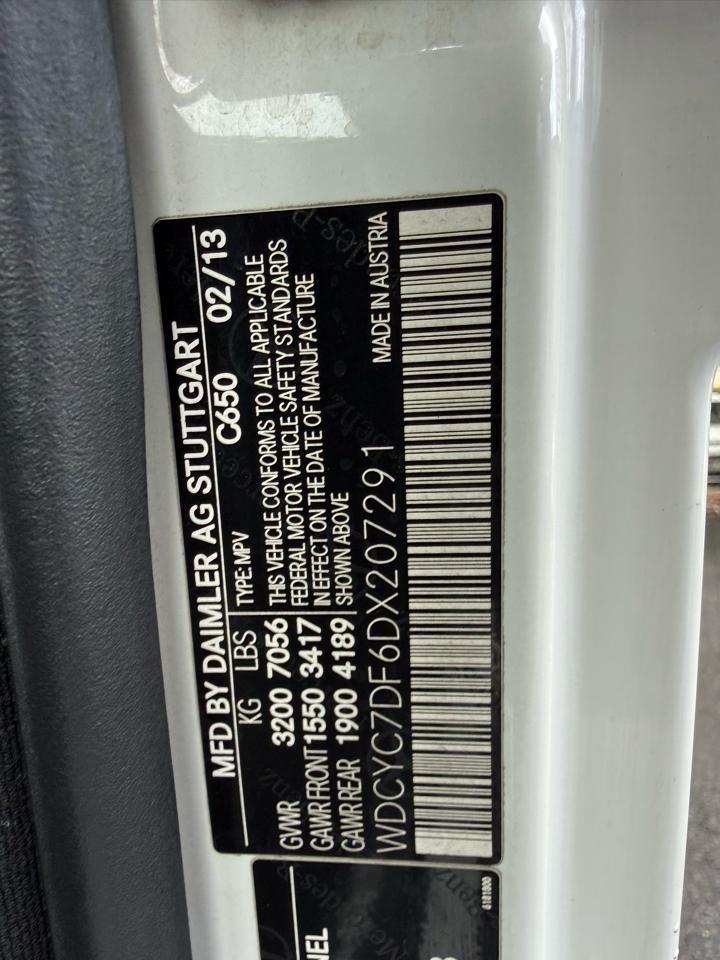 MFD BY DAIMLER AG STUTTGART
C650 02/13
KG LBS
TYPE: MPV
GVWR 3200 7056
GAWR FRONT 1550 3417
GAWR REAR 1900 4189
THIS VEHICLE CONFORMS TO ALL APPLICABLE
FEDERAL MOTOR VEHICLE SAFETY STANDARDS
IN EFFECT ON THE DATE OF MANUFACTURE
SHOWN ABOVE
MADE IN AUSTRIA
WDCYC7DF6DX207291
4181800